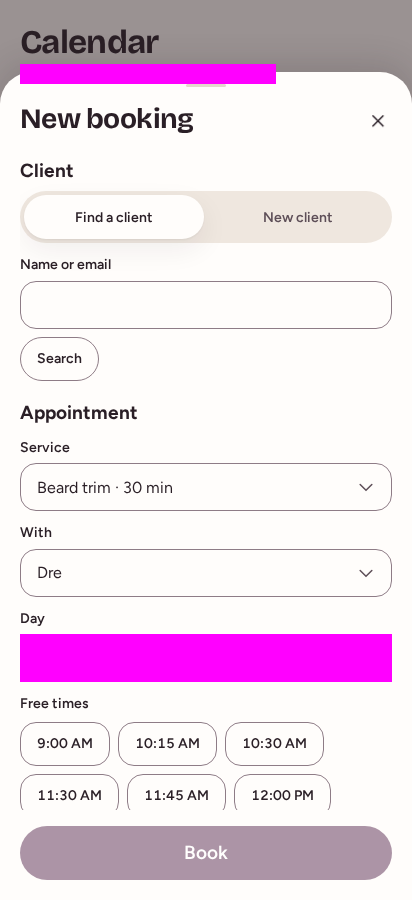 Calendar
New booking
Client
Find a client
New client
Name or email
Search
Appointment
Service
Beard trim · 30 min
With
Dre
Day
Free times
9:00 AM
10:15 AM
10:30 AM
11:30 AM
11:45 AM
12:00 PM
Book